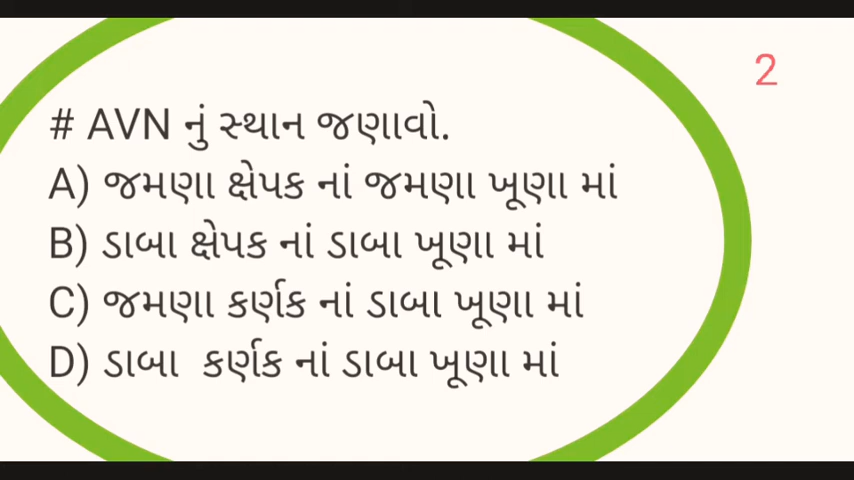 2
# AVN નું સ્થાન જણાવો.
A) જમણા ક્ષેપક નાં જમણા ખૂણા માં
B) ડાબા ક્ષેપક નાં ડાબા ખૂણા માં
C) જમણા કર્ણક નાં ડાબા ખૂણા માં
D) ડાબા કર્ણક નાં ડાબા ખૂણા માં